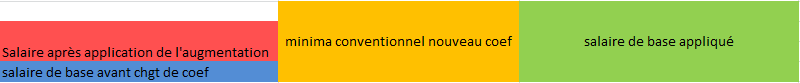 Salaire après application de l'augmentation
salaire de base avant chgt de coef
minima conventionnel nouveau coef
salaire de base appliqué